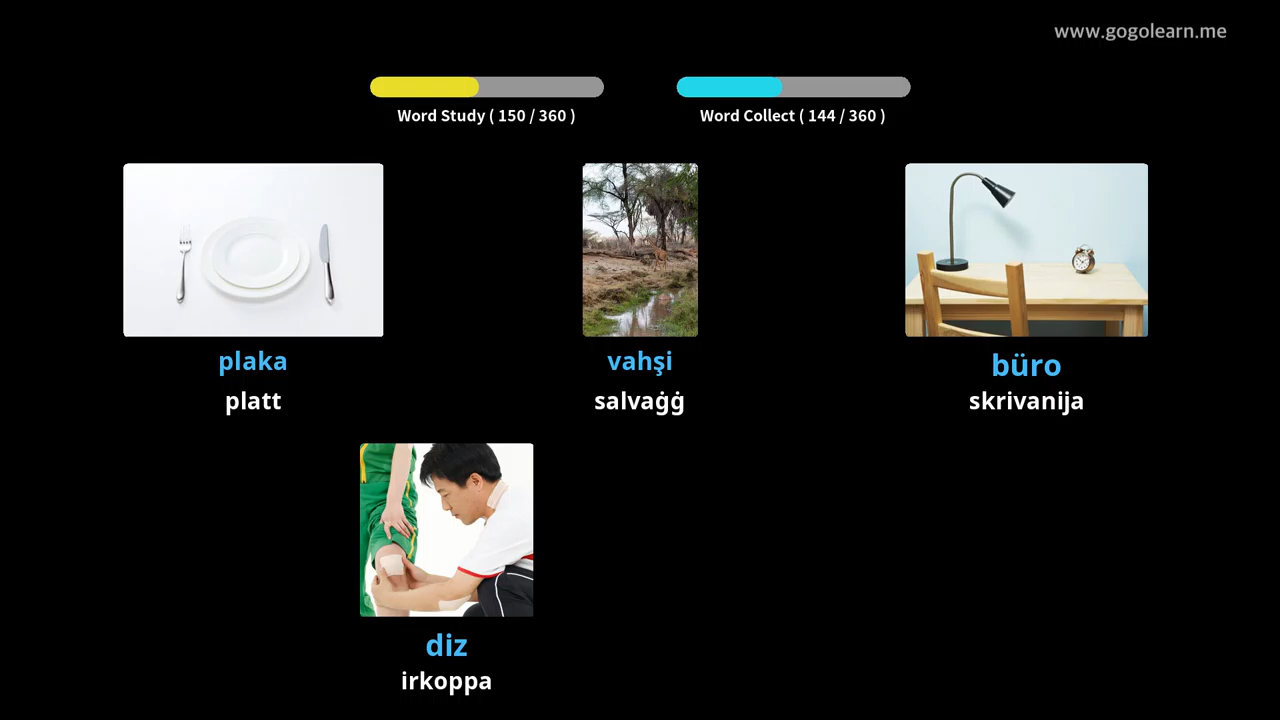 www.gogolearn.me
Word Study ( 150 / 360 )
Word Collect ( 144 / 360 )
plaka
platt
vahşi
salvaġġ
büro
skrivanija
diz
irkoppa